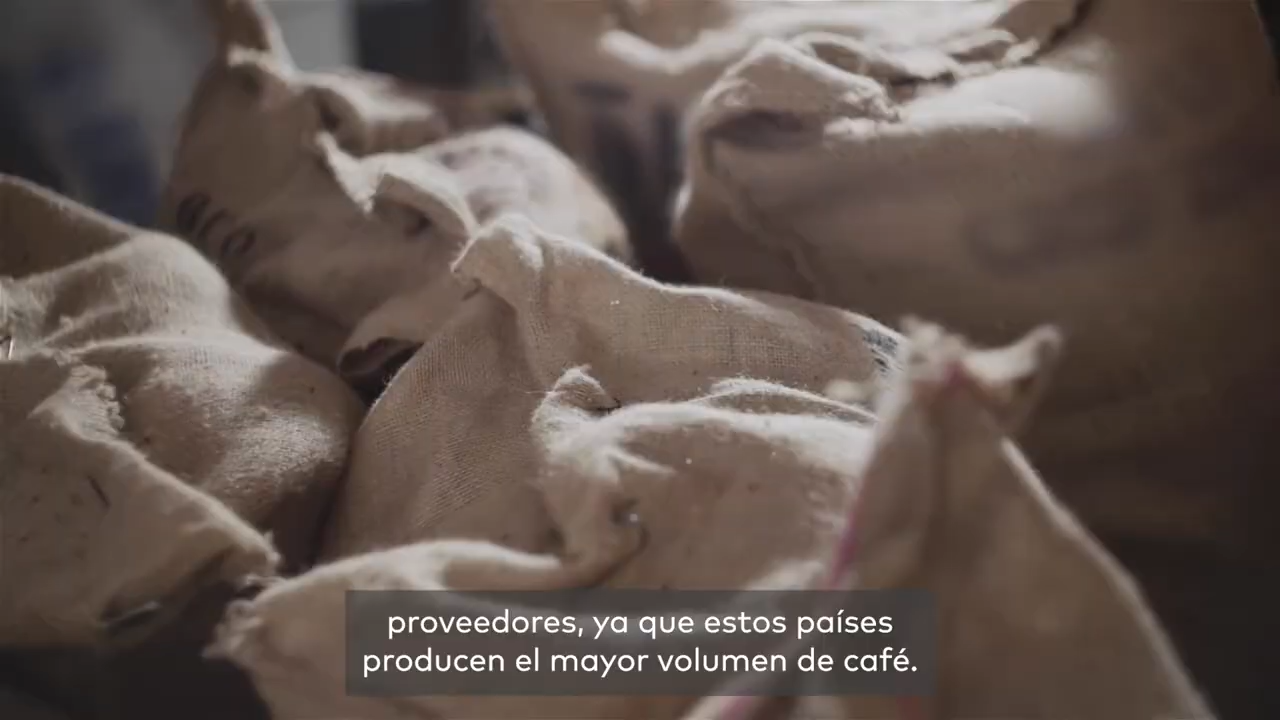 proveedores, ya que estos países
producen el mayor volumen de café.